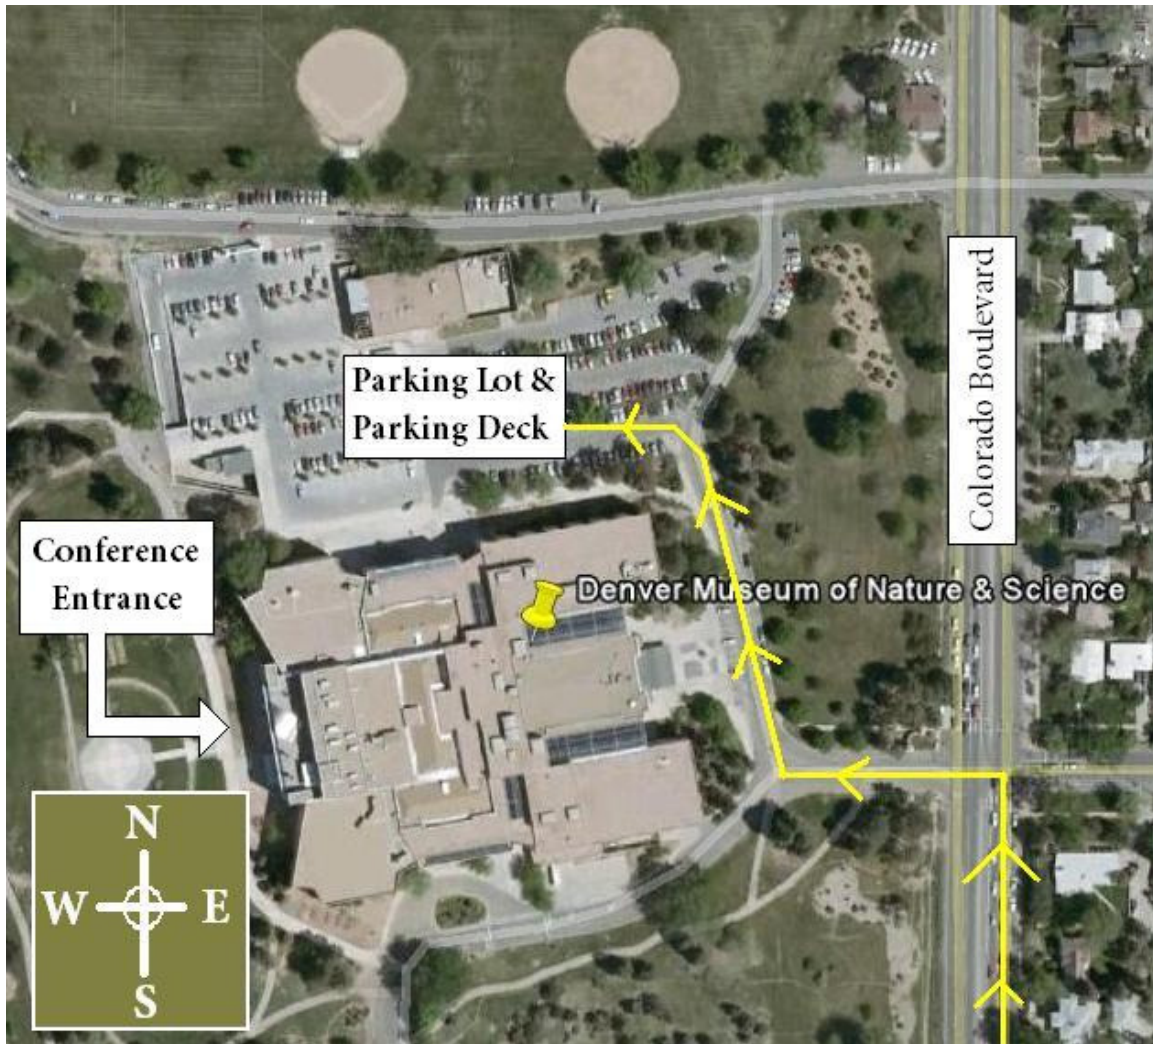 Colorado Boulevard
Parking Lot &
Parking Deck
Conference
Entrance
Denver Museum of Nature & Science
N
W E
S